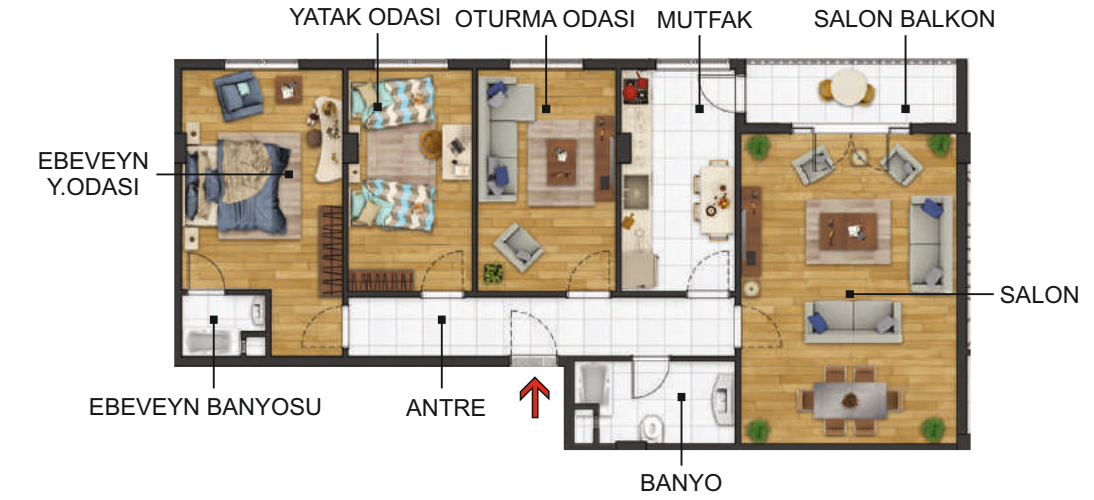 YATAK ODASI
OTURMA ODASI
MUTFAK
SALON BALKON
EBEVEYN
Y.ODASI
SALON
EBEVEYN BANYOSU
ANTRE
BANYO